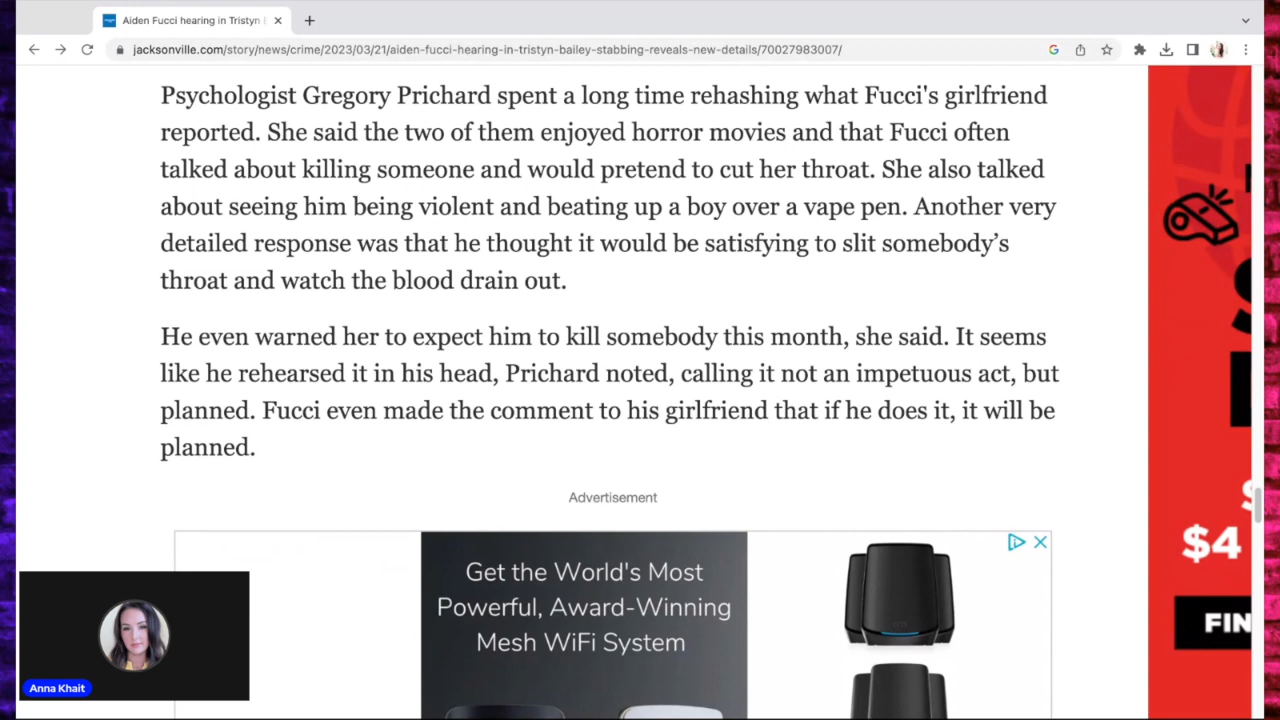 Aiden Fucci hearing in Tristyn
jacksonville.com/story/news/crime/2023/03/21/aiden-fucci-hearing-in-tristyn-bailey-stabbing-reveals-new-details/70027983007/
Psychologist Gregory Prichard spent a long time rehashing what Fucci's girlfriend
reported. She said the two of them enjoyed horror movies and that Fucci often
talked about killing someone and would pretend to cut her throat. She also talked
about seeing him being violent and beating up a boy over a vape pen. Another very
detailed response was that he thought it would be satisfying to slit somebody’s
throat and watch the blood drain out.
He even warned her to expect him to kill somebody this month, she said. It seems
like he rehearsed it in his head, Prichard noted, calling it not an impetuous act, but
planned. Fucci even made the comment to his girlfriend that if he does it, it will be
planned.
Advertisement
Get the World's Most
Powerful, Award-Winning
Mesh WiFi System
$4
FIN
Anna Khait